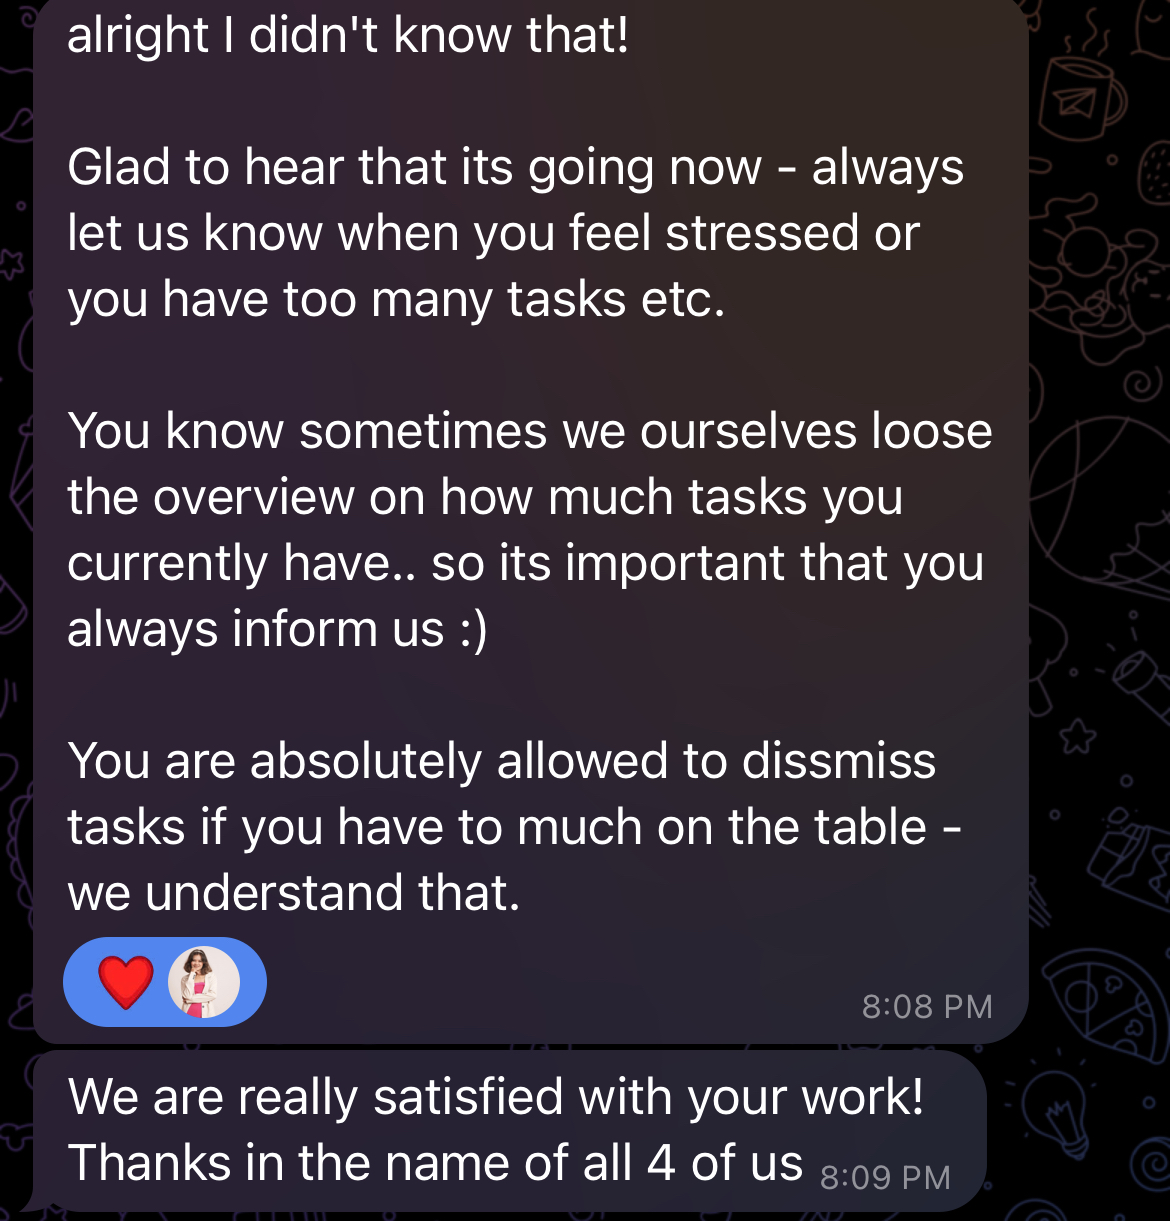 alright I didn't know that!
Glad to hear that its going now - always
let us know when you feel stressed or
you have too many tasks etc.
You know sometimes we ourselves loose
the overview on how much tasks you
currently have.. so its important that you
always inform us :)
You are absolutely allowed to dissmiss
tasks if you have to much on the table -
we understand that.
8:08 PM
We are really satisfied with your work!
Thanks in the name of all 4 of us 8:09 PM